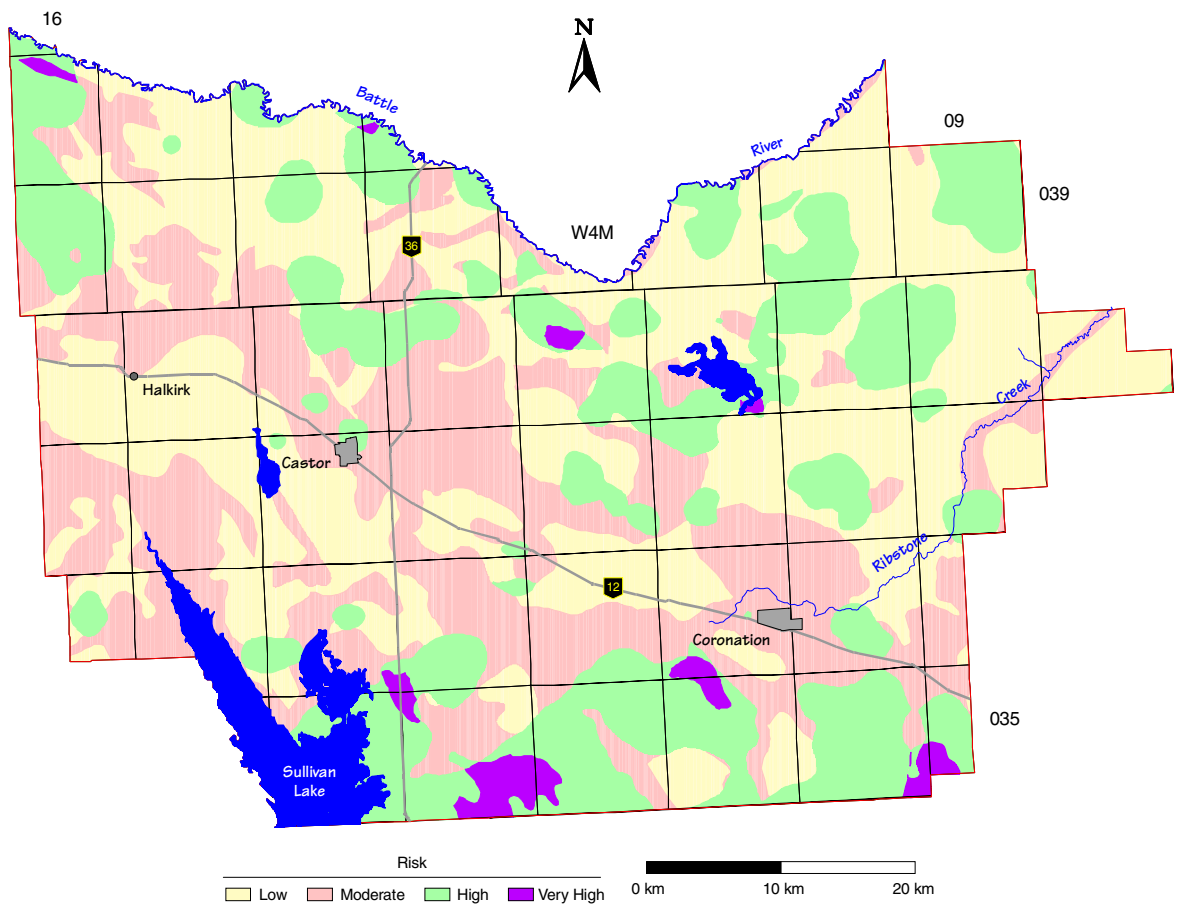 16
N
Battle
River
09
039
W4M
36
Halkirk
Creek
Castor
Ribstone
12
Coronation
035
Sullivan
Lake
Risk
Low
Moderate
High
Very High
0 km
10 km
20 km